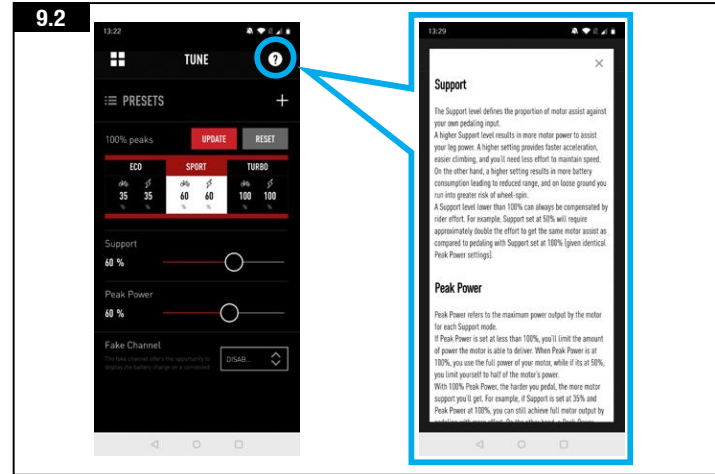 9.2
13:22
TUNE
?
PRESETS
+
100% peaks
UPDATE
RESET
ECO
SPORT
TURBO
35 35
60 60
100 100
% %
% %
% %
Support
60 %
Peak Power
60 %
Fake Channel
The fake channel offers the opportunity to
display the battery charge on a connected
DISAB...
13:29
Support
The Support level defines the proportion of motor assist against
your own pedaling input.
A higher Support level results in more motor power to assist
your leg power. A higher setting provides faster acceleration,
easier climbing, and you'll need less effort to maintain speed.
On the other hand, a higher setting results in more battery
consumption leading to reduced range, and on loose ground you
run into greater risk of wheel-spin.
A Support level lower than 100% can always be compensated by
rider effort. For example, Support set at 50% will require
approximately double the effort to get the same motor assist as
compared to pedaling with Support set at 100% (given identical
Peak Power settings).
Peak Power
Peak Power refers to the maximum power output by the motor
for each Support mode.
If Peak Power is set at less than 100%, you'll limit the amount
of power the motor is able to deliver. When Peak Power is at
100%, you use the full power of your motor, while if its at 50%,
you limit yourself to half of the motor's power.
With 100% Peak Power, the harder you pedal, the more motor
support you'll get. For example, if Support is set at 35% and
Peak Power at 100%, you can still achieve full motor output by